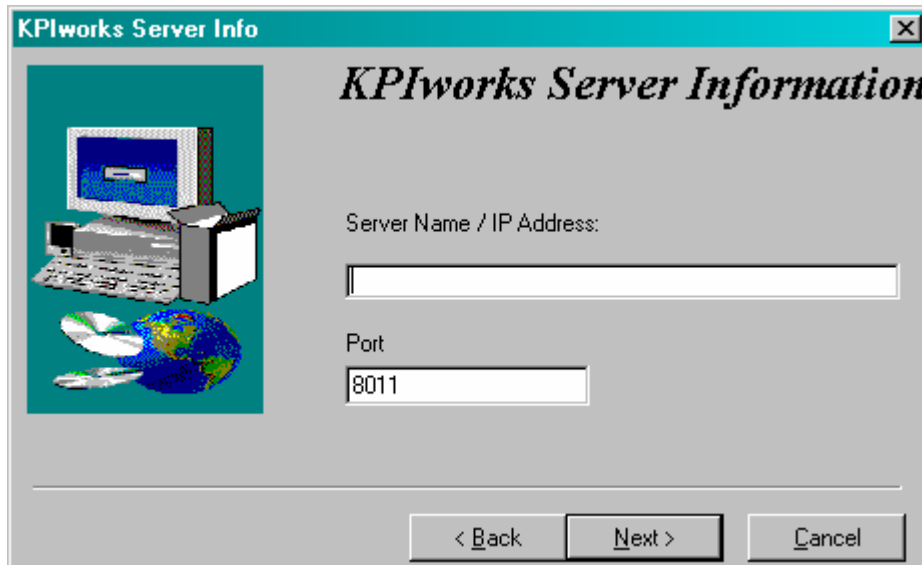 KPIworks Server Info
KPIworks Server Information
Server Name / IP Address:
Port
8011
< Back Next > Cancel